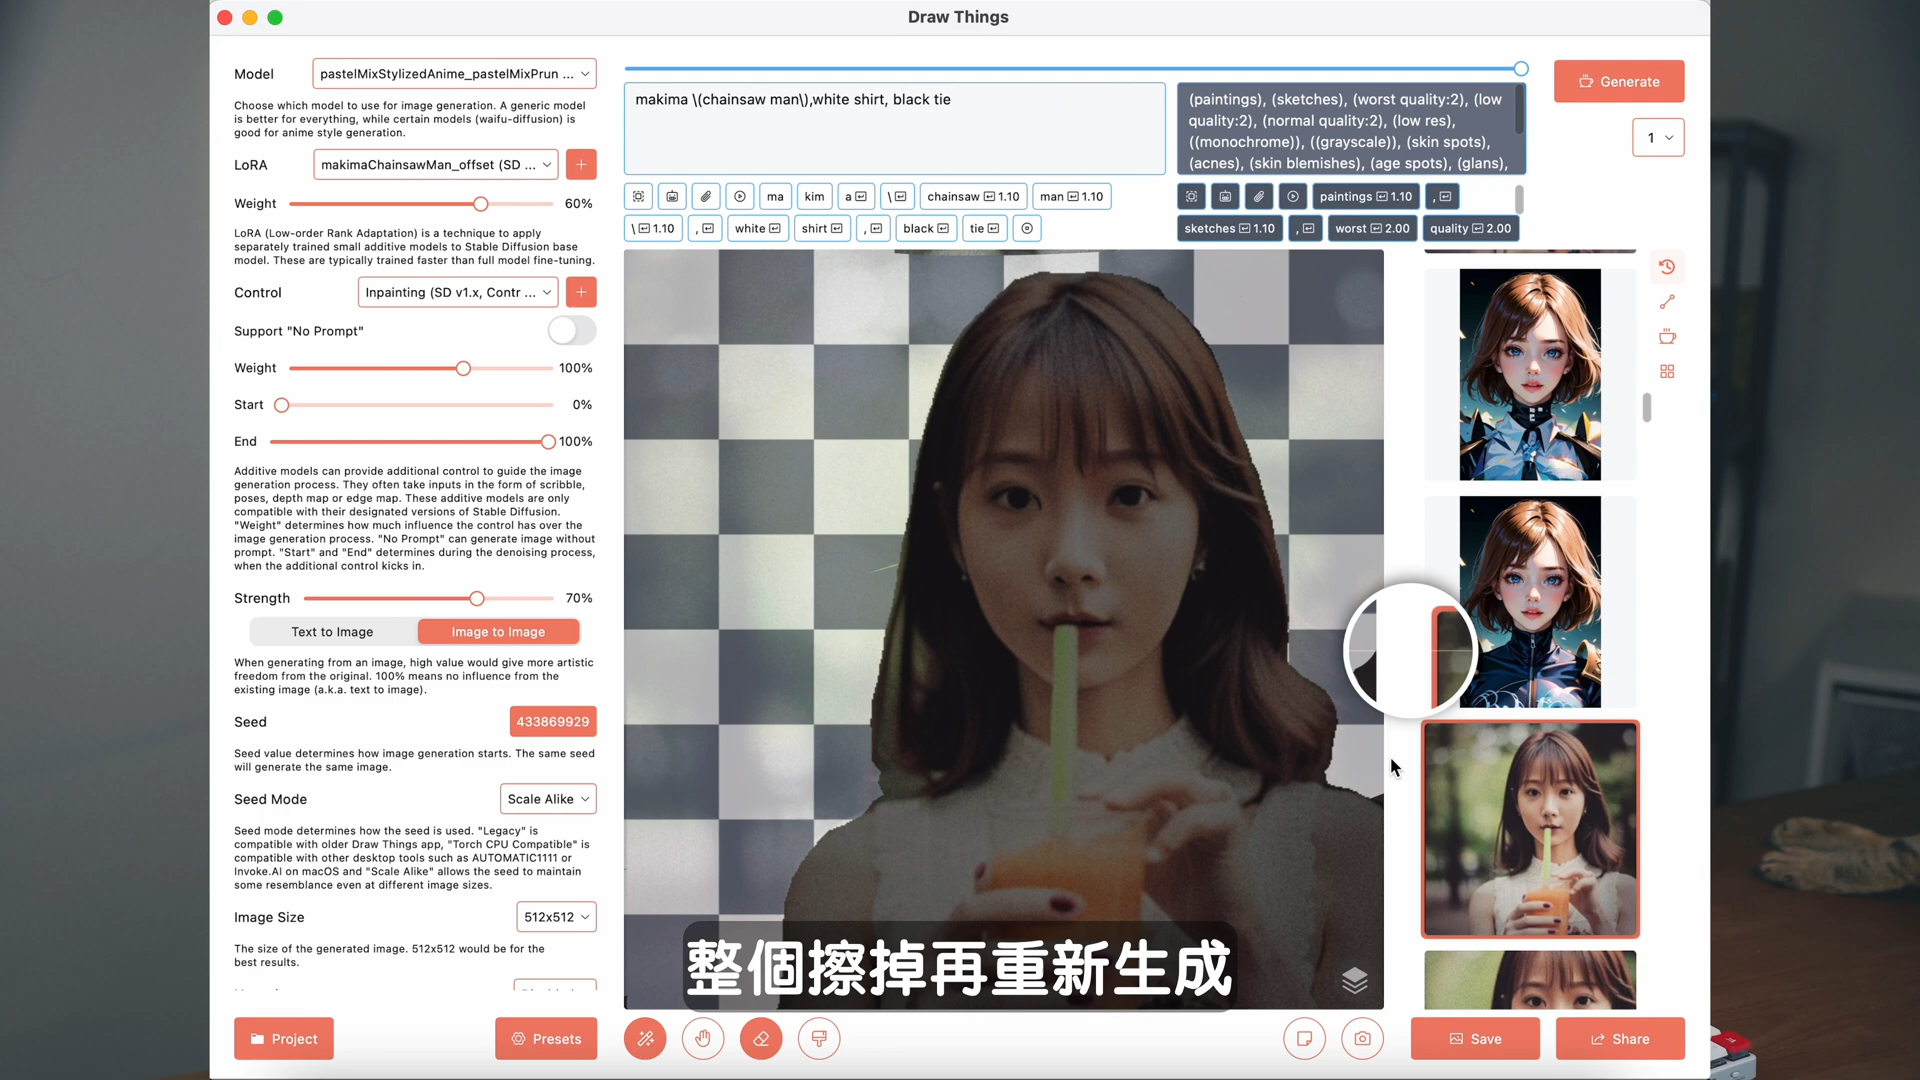 Draw Things
Model
pastelMixStylizedAnime_pastelMixPrun ...
Choose which model to use for image generation. A generic model
is better for everything, while certain models (waifu-diffusion) is
good for anime style generation.
LoRA
makimaChainsawMan_offset (SD ...
+
Weight
60%
LoRA (Low-order Rank Adaptation) is a technique to apply
separately trained small additive models to Stable Diffusion base
model. These are typically trained faster than full model fine-tuning.
Control
Inpainting (SD v1.x, Contr ...
+
Support "No Prompt"
Weight
100%
Start
0%
End
100%
Additive models can provide additional control to guide the image
generation process. They often take inputs in the form of scribble,
poses, depth map or edge map. These additive models are only
compatible with their designated versions of Stable Diffusion.
"Weight" determines how much influence the control has over the
image generation process. "No Prompt" can generate image without
prompt. "Start" and "End" determines during the denoising process,
when the additional control kicks in.
Strength
70%
Text to Image
Image to Image
When generating from an image, high value would give more artistic
freedom from the original. 100% means no influence from the
existing image (a.k.a. text to image).
Seed
433869929
Seed value determines how image generation starts. The same seed
will generate the same image.
Seed Mode
Scale Alike
Seed mode determines how the seed is used. "Legacy" is
compatible with older Draw Things app, "Torch CPU Compatible" is
compatible with other desktop tools such as AUTOMATIC1111 or
Invoke.AI on macOS and "Scale Alike" allows the seed to maintain
some resemblance even at different image sizes.
Image Size
512x512
The size of the generated image. 512x512 would be for the
best results.
Project
Presets
makima \(chainsaw man\),white shirt, black tie
ma
kim
a
\
chainsaw 1.10
man 1.10
\ 1.10
,
white
shirt
,
black
tie
(paintings), (sketches), (worst quality:2), (low
quality:2), (normal quality:2), (low res),
((monochrome)), ((grayscale)), (skin spots),
(acnes), (skin blemishes), (age spots), (glans),
paintings 1.10
,
sketches 1.10
,
worst 2.00
quality 2.00
Generate
1
整個擦掉再重新生成
Save
Share